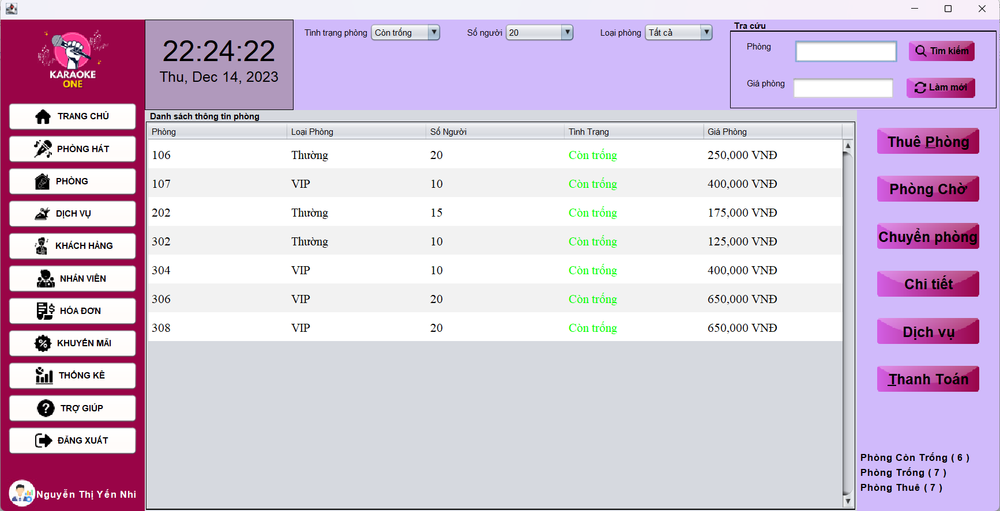 KARAOKE
ONE
TRANG CHỦ
PHÒNG HÁT
PHÒNG
DỊCH VỤ
KHÁCH HÀNG
NHÂN VIÊN
HÓA ĐƠN
KHUYẾN MÃI
THỐNG KÊ
TRỢ GIÚP
ĐĂNG XUẤT
Nguyễn Thị Yến Nhi
22:24:22
Thu, Dec 14, 2023
Tình trạng phòng Còn trống Số người 20 Loại phòng Tất cả
Tra cứu
Phòng Tìm kiếm
Giá phòng Làm mới
Danh sách thông tin phòng
Phòng Loại Phòng Số Người Tình Trạng Giá Phòng
106 Thường 20 Còn trống 250,000 VNĐ
107 VIP 10 Còn trống 400,000 VNĐ
202 Thường 15 Còn trống 175,000 VNĐ
302 Thường 10 Còn trống 125,000 VNĐ
304 VIP 10 Còn trống 400,000 VNĐ
306 VIP 20 Còn trống 650,000 VNĐ
308 VIP 20 Còn trống 650,000 VNĐ
Thuê Phòng
Phòng Chờ
Chuyển phòng
Chi tiết
Dịch vụ
Thanh Toán
Phòng Còn Trống ( 6 )
Phòng Trống ( 7 )
Phòng Thuê ( 7 )